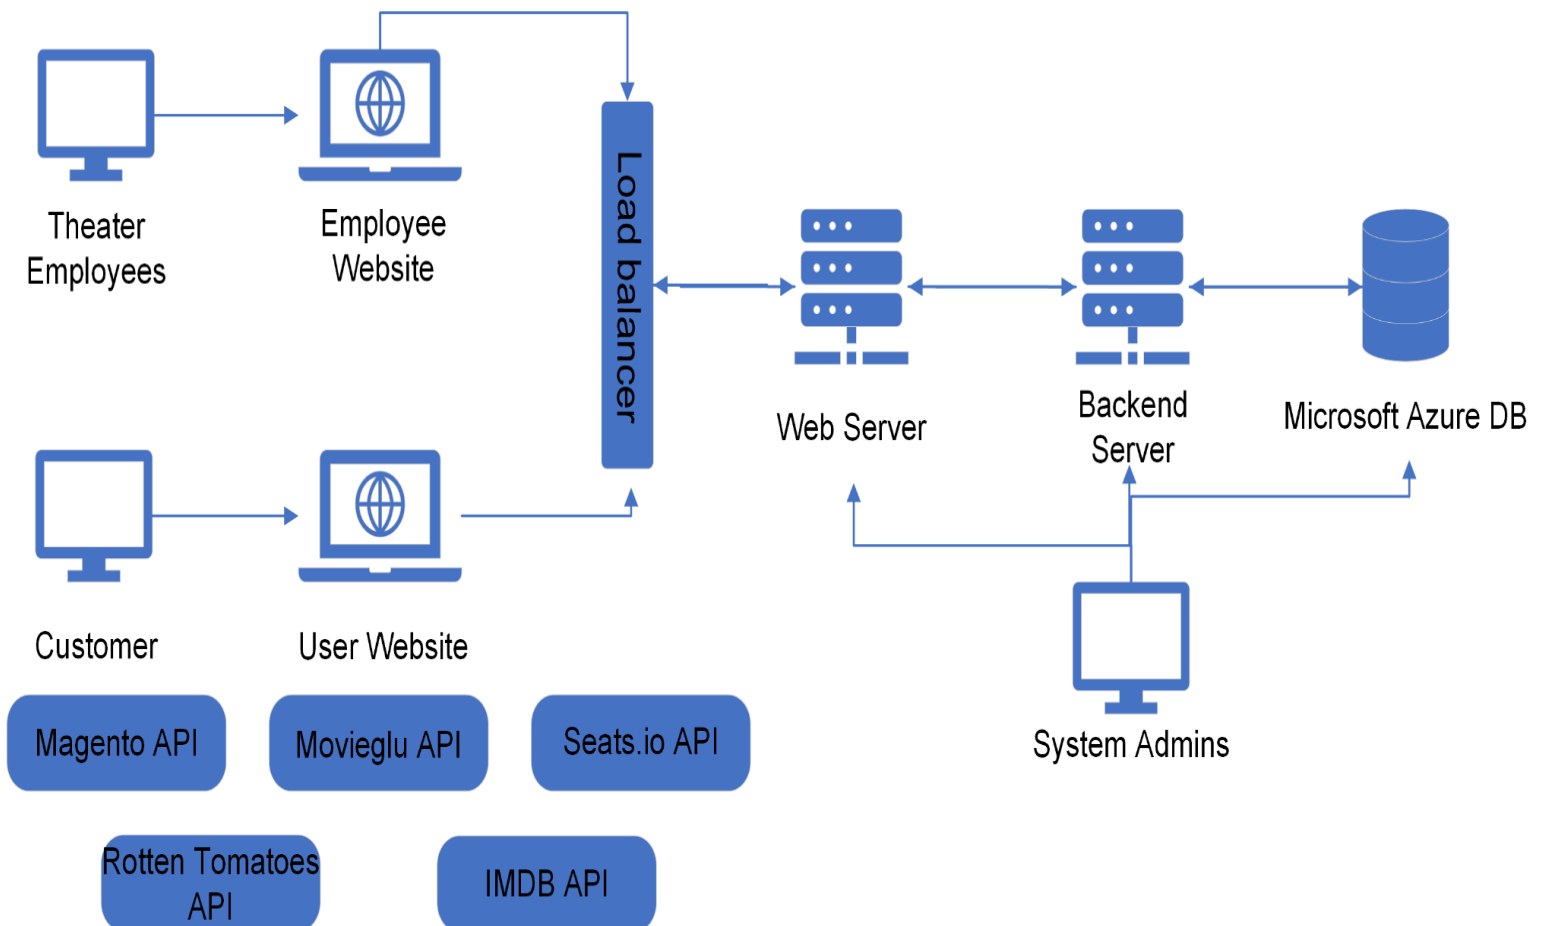 Theater
Employees
Employee
Website
Load balancer
Web Server
Backend
Server
Microsoft Azure DB
Customer
User Website
System Admins
Magento API
Movieglu API
Seats.io API
Rotten Tomatoes
API
IMDB API